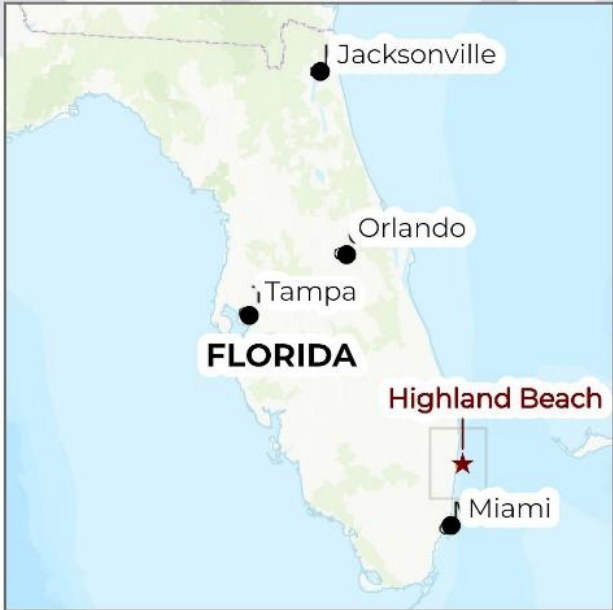 Jacksonville
Orlando
Tampa
FLORIDA
Highland Beach
Miami